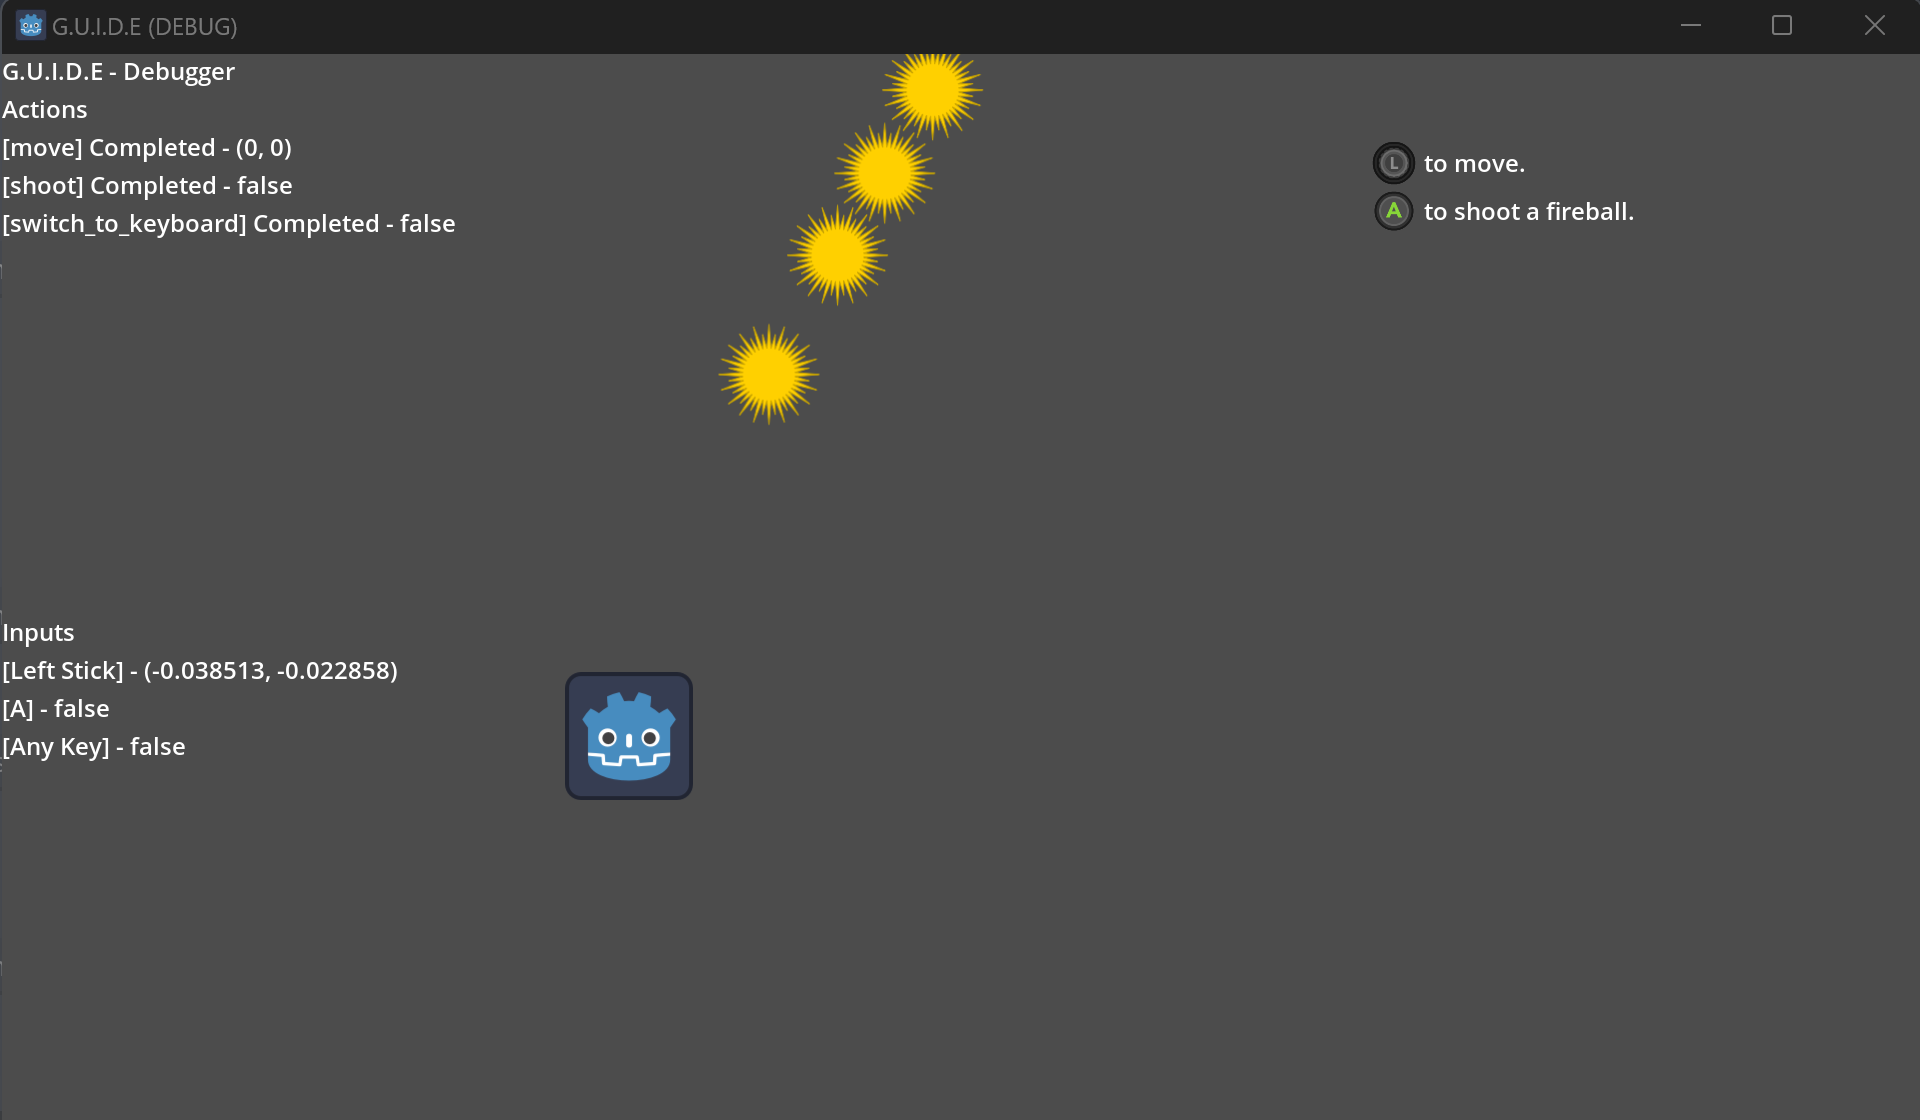 G.U.I.D.E (DEBUG)
G.U.I.D.E - Debugger
Actions
[move] Completed - (0, 0)
[shoot] Completed - false
[switch_to_keyboard] Completed - false
L to move.
A to shoot a fireball.
Inputs
[Left Stick] - (-0.038513, -0.022858)
[A] - false
[Any Key] - false